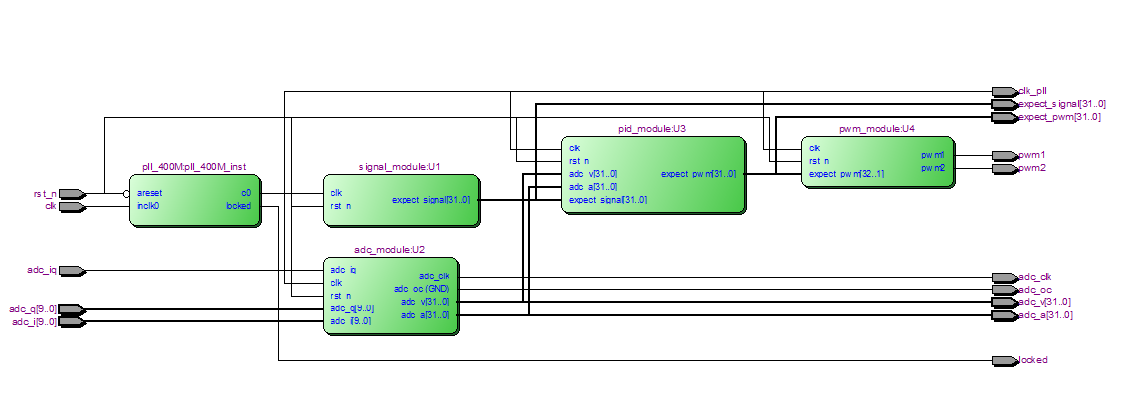 clk_pll
expect_signal[31..0]
expect_pwm[31..0]
pid_module:U3
pwm_module:U4
clk
rst_n
adc_v[31..0]
adc_a[31..0]
expect_signal[31..0]
expect_pwm[31..0]
clk
rst_n
expect_pwm[32..1]
pwm1
pwm2
pwm1
pwm2
pll_400M:pll_400M_inst
signal_module:U1
rst_n
clk
areset
inclk0
c0
locked
clk
rst_n
expect_signal[31..0]
adc_module:U2
adc_iq
adc_q[9..0]
adc_i[9..0]
adc_iq
clk
rst_n
adc_q[9..0]
adc_i[9..0]
adc_clk
adc_oc (GND)
adc_v[31..0]
adc_a[31..0]
adc_clk
adc_oc
adc_v[31..0]
adc_a[31..0]
locked